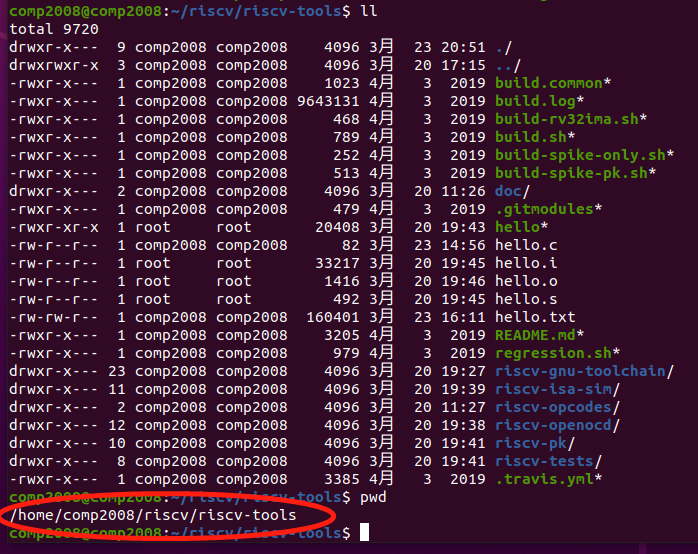 comp2008@comp2008:~/riscv/riscv-tools$ ll
total 9720
drwxr-x---  9 comp2008 comp2008    4096 3月  23 20:51 ./
drwxrwxr-x  3 comp2008 comp2008    4096 3月  20 17:15 ../
-rwxr-x---  1 comp2008 comp2008    1023 4月   3  2019 build.common*
-rwxr-x---  1 comp2008 comp2008 9643131 4月   3  2019 build.log*
-rwxr-x---  1 comp2008 comp2008     468 4月   3  2019 build-rv32ima.sh*
-rwxr-x---  1 comp2008 comp2008     789 4月   3  2019 build.sh*
-rwxr-x---  1 comp2008 comp2008     252 4月   3  2019 build-spike-only.sh*
-rwxr-x---  1 comp2008 comp2008     513 4月   3  2019 build-spike-pk.sh*
drwxr-x---  2 comp2008 comp2008    4096 3月  20 11:26 doc/
-rwxr-x---  1 comp2008 comp2008     479 4月   3  2019 .gitmodules*
-rwxr-xr-x  1 root     root       20408 3月  20 19:43 hello*
-rw-r--r--  1 comp2008 comp2008      82 3月  23 14:56 hello.c
-rw-r--r--  1 root     root       33217 3月  20 19:45 hello.i
-rw-r--r--  1 root     root        1416 3月  20 19:46 hello.o
-rw-r--r--  1 root     root         492 3月  20 19:45 hello.s
-rw-rw-r--  1 comp2008 comp2008  160401 3月  23 16:11 hello.txt
-rwxr-x---  1 comp2008 comp2008    3205 4月   3  2019 README.md*
-rwxr-x---  1 comp2008 comp2008     979 4月   3  2019 regression.sh*
drwxr-x--- 23 comp2008 comp2008    4096 3月  20 19:27 riscv-gnu-toolchain/
drwxr-x--- 11 comp2008 comp2008    4096 3月  20 19:39 riscv-isa-sim/
drwxr-x---  2 comp2008 comp2008    4096 3月  20 11:27 riscv-opcodes/
drwxr-x--- 12 comp2008 comp2008    4096 3月  20 19:38 riscv-openocd/
drwxr-x--- 10 comp2008 comp2008    4096 3月  20 19:41 riscv-pk/
drwxr-x---  8 comp2008 comp2008    4096 3月  20 19:41 riscv-tests/
-rwxr-x---  1 comp2008 comp2008    3385 4月   3  2019 .travis.yml*
comp2008@comp2008:~/riscv/riscv-tools$ pwd
/home/comp2008/riscv/riscv-tools
comp2008@comp2008:~/riscv/riscv-tools$